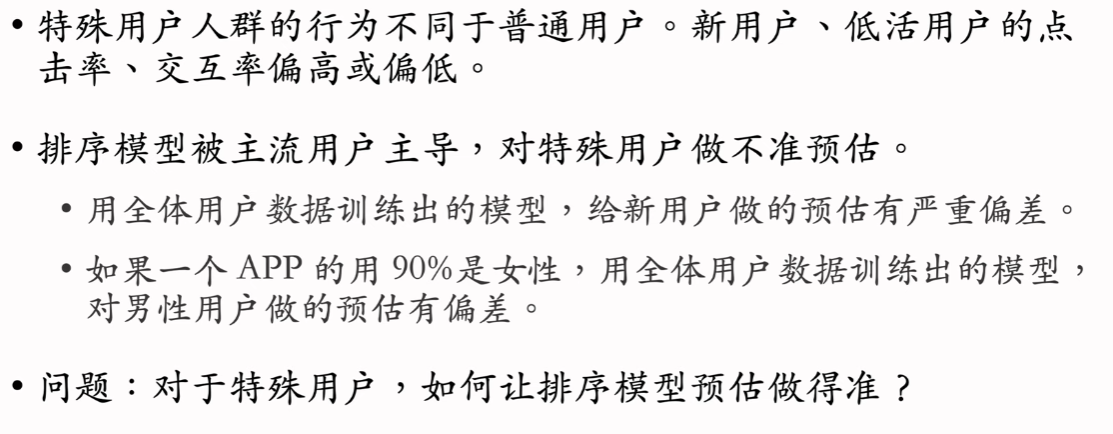 • 特殊用户人群的行为不同于普通用户。新用户、低活用户的点
击率、交互率偏高或偏低。
• 排序模型被主流用户主导，对特殊用户做不准预估。
• 用全体用户数据训练出的模型，给新用户做的预估有严重偏差。
• 如果一个 APP 的用 90%是女性，用全体用户数据训练出的模型，
对男性用户做的预估有偏差。
• 问题：对于特殊用户，如何让排序模型预估做得准？